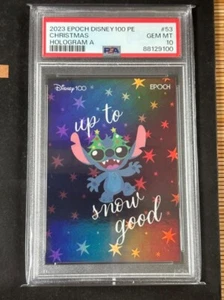 2023 EPOCH DISNEY100 PE #53
CHRISTMAS GEM MT
HOLOGRAM A 10
PSA 88129100
Disney100 EPOCH
up to
snow
good